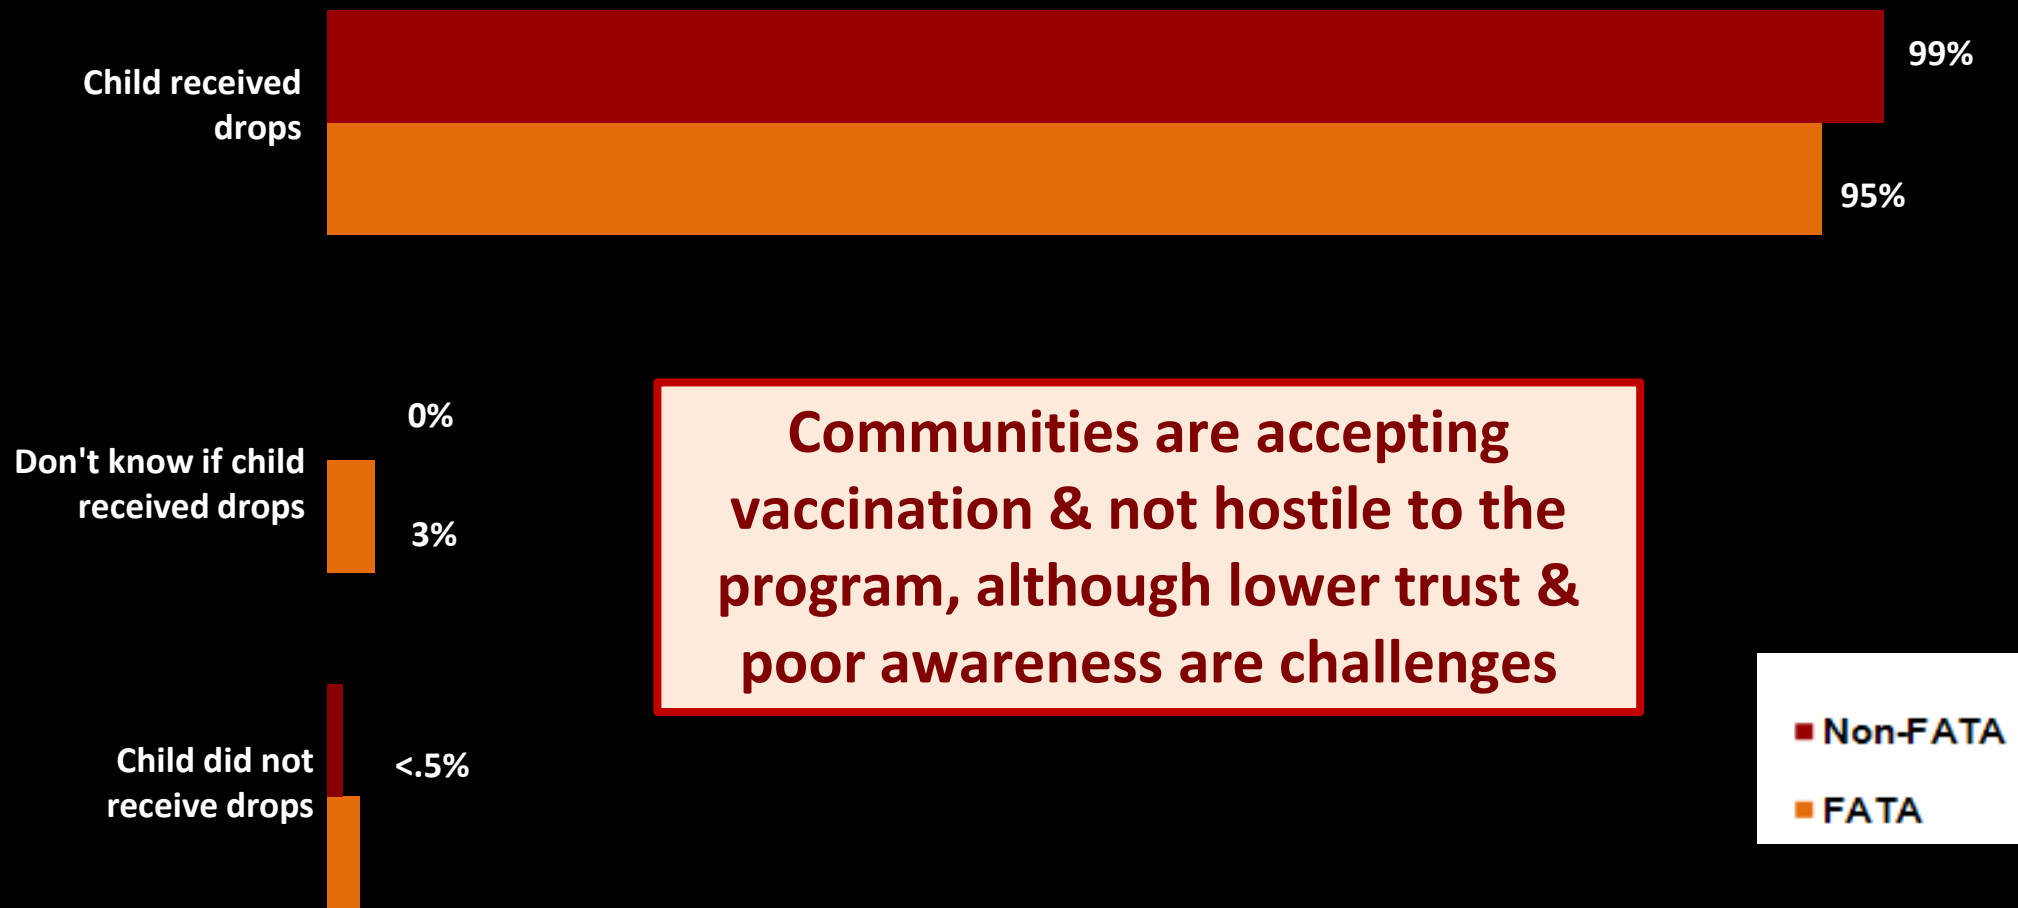 Child received
drops
99%
95%
Don't know if child
received drops
0%
3%
Communities are accepting
vaccination & not hostile to the
program, although lower trust &
poor awareness are challenges
Child did not
receive drops
<.5%
Non-FATA
FATA